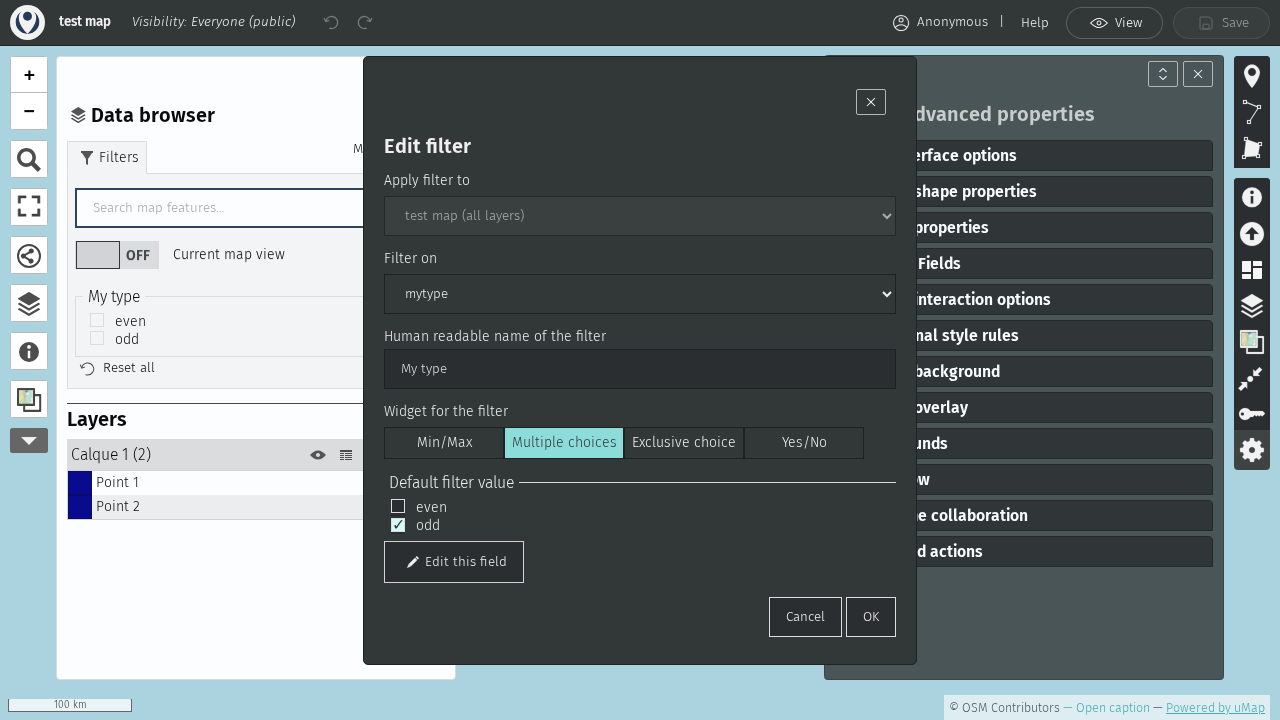 test map Visibility: Everyone (public) Anonymous | Help View Save
+
−
Data browser
Filters
M
Search map features...
OFF Current map view
My type
even
odd
Reset all
Layers
Calque 1 (2)
Point 1
Point 2
Edit filter
Apply filter to
test map (all layers)
Filter on
mytype
Human readable name of the filter
My type
Widget for the filter
Min/Max Multiple choices Exclusive choice Yes/No
Default filter value
even
odd
Edit this field
Cancel OK
dvanced properties
erface options
shape properties
properties
Fields
interaction options
nal style rules
background
overlay
unds
ow
e collaboration
d actions
100 km
© OSM Contributors — Open caption — Powered by uMap